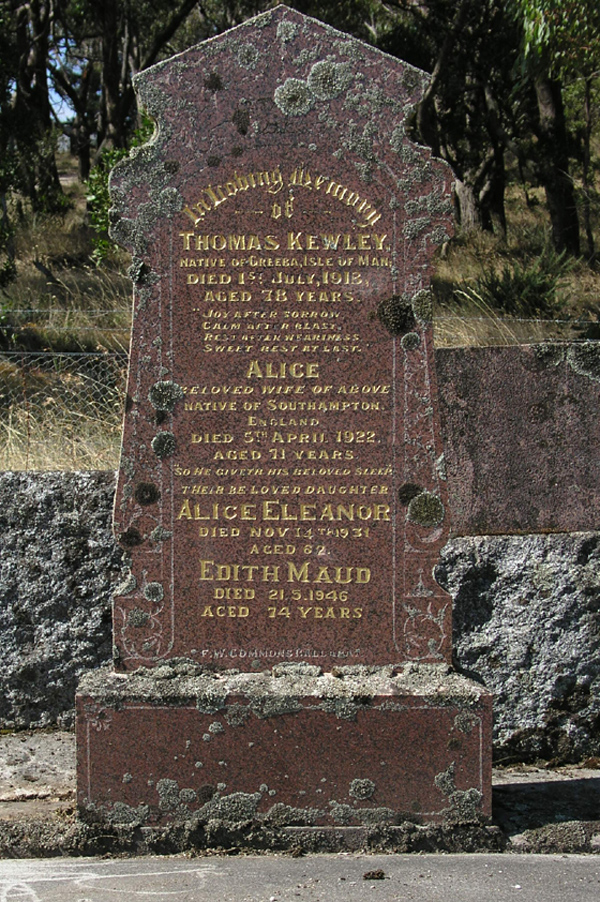 In Loving Memory
of
THOMAS KEWLEY,
NATIVE OF GREEBA, ISLE OF MAN,
DIED 1ST JULY, 1918,
AGED 78 YEARS.
"JOY AFTER SORROW
CALM AFTER BLAST,
REST AFTER WEARINESS,
SWEET REST AT LAST."
ALICE
BELOVED WIFE OF ABOVE
NATIVE OF SOUTHAMPTON.
ENGLAND
DIED 5TH APRIL 1922.
AGED 71 YEARS
SO HE GIVETH HIS BELOVED SLEEP
THEIR BELOVED DAUGHTER
ALICE ELEANOR
DIED NOV 14TH 1931
AGED 62.
EDITH MAUD
DIED 21.5.1946
AGED 74 YEARS
F.W. COMMONS BALLARAT